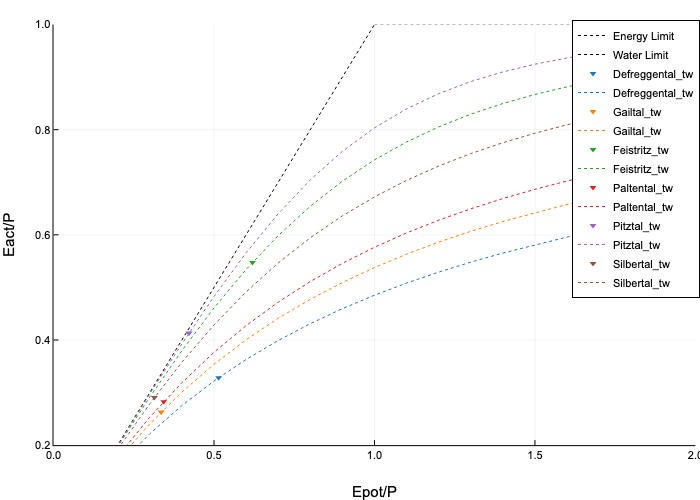 1.0
0.8
0.6
0.4
0.2
Eact/P
0.0
0.5
1.0
1.5
2.0
Epot/P
Energy Limit
Water Limit
Defreggental_tw
Defreggental_tw
Gailtal_tw
Gailtal_tw
Feistritz_tw
Feistritz_tw
Paltental_tw
Paltental_tw
Pitztal_tw
Pitztal_tw
Silbertal_tw
Silbertal_tw